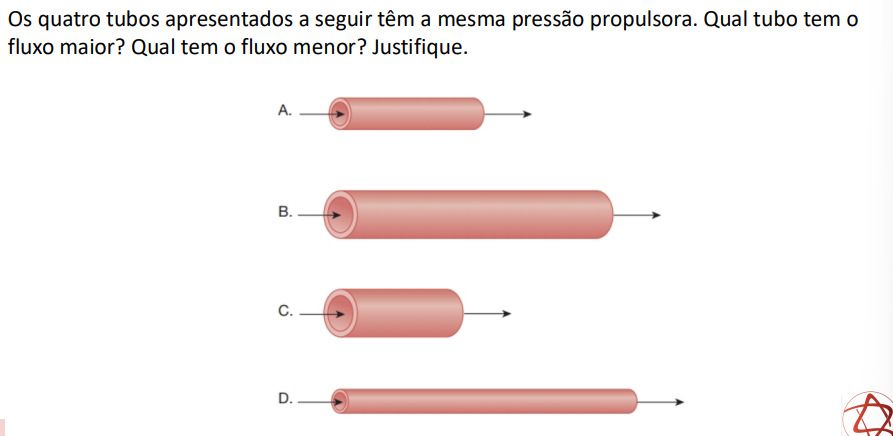 Os quatro tubos apresentados a seguir têm a mesma pressão propulsora. Qual tubo tem o
fluxo maior? Qual tem o fluxo menor? Justifique.
A.
B.
C.
D.